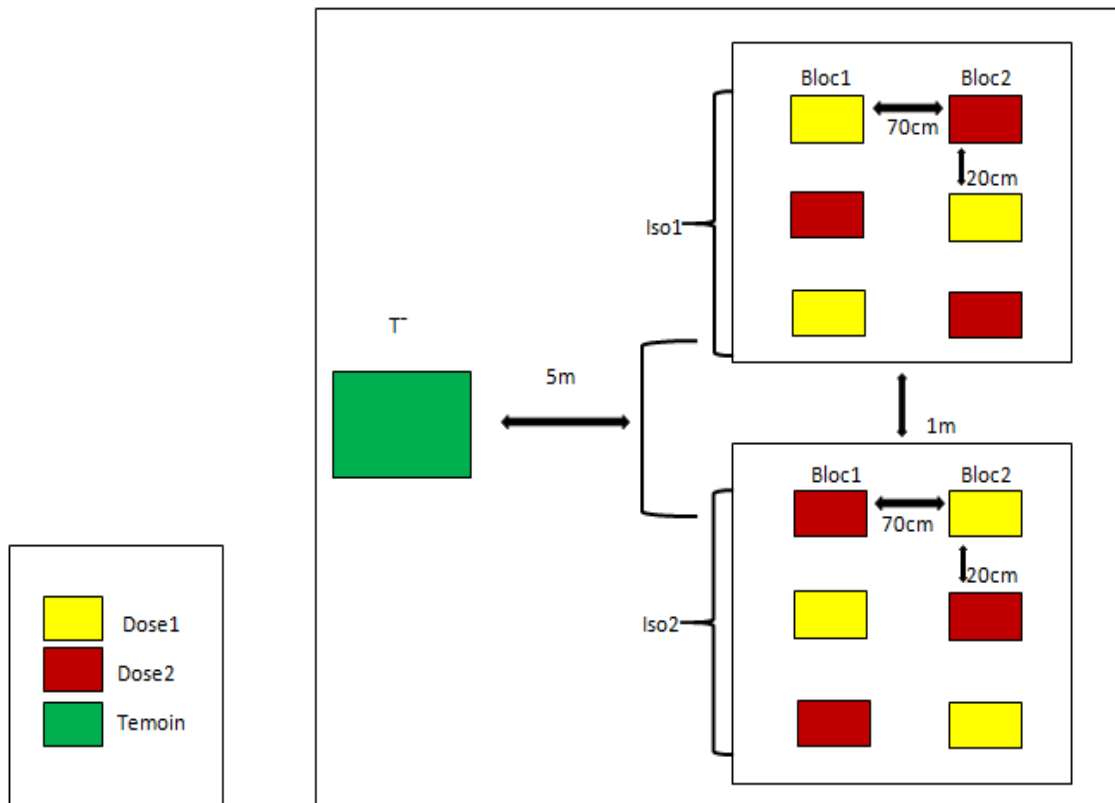 Bloc1 Bloc2
70cm
20cm
Iso1
T-
5m
1m
Bloc1 Bloc2
70cm
20cm
Iso2
Dose1
Dose2
Temoin